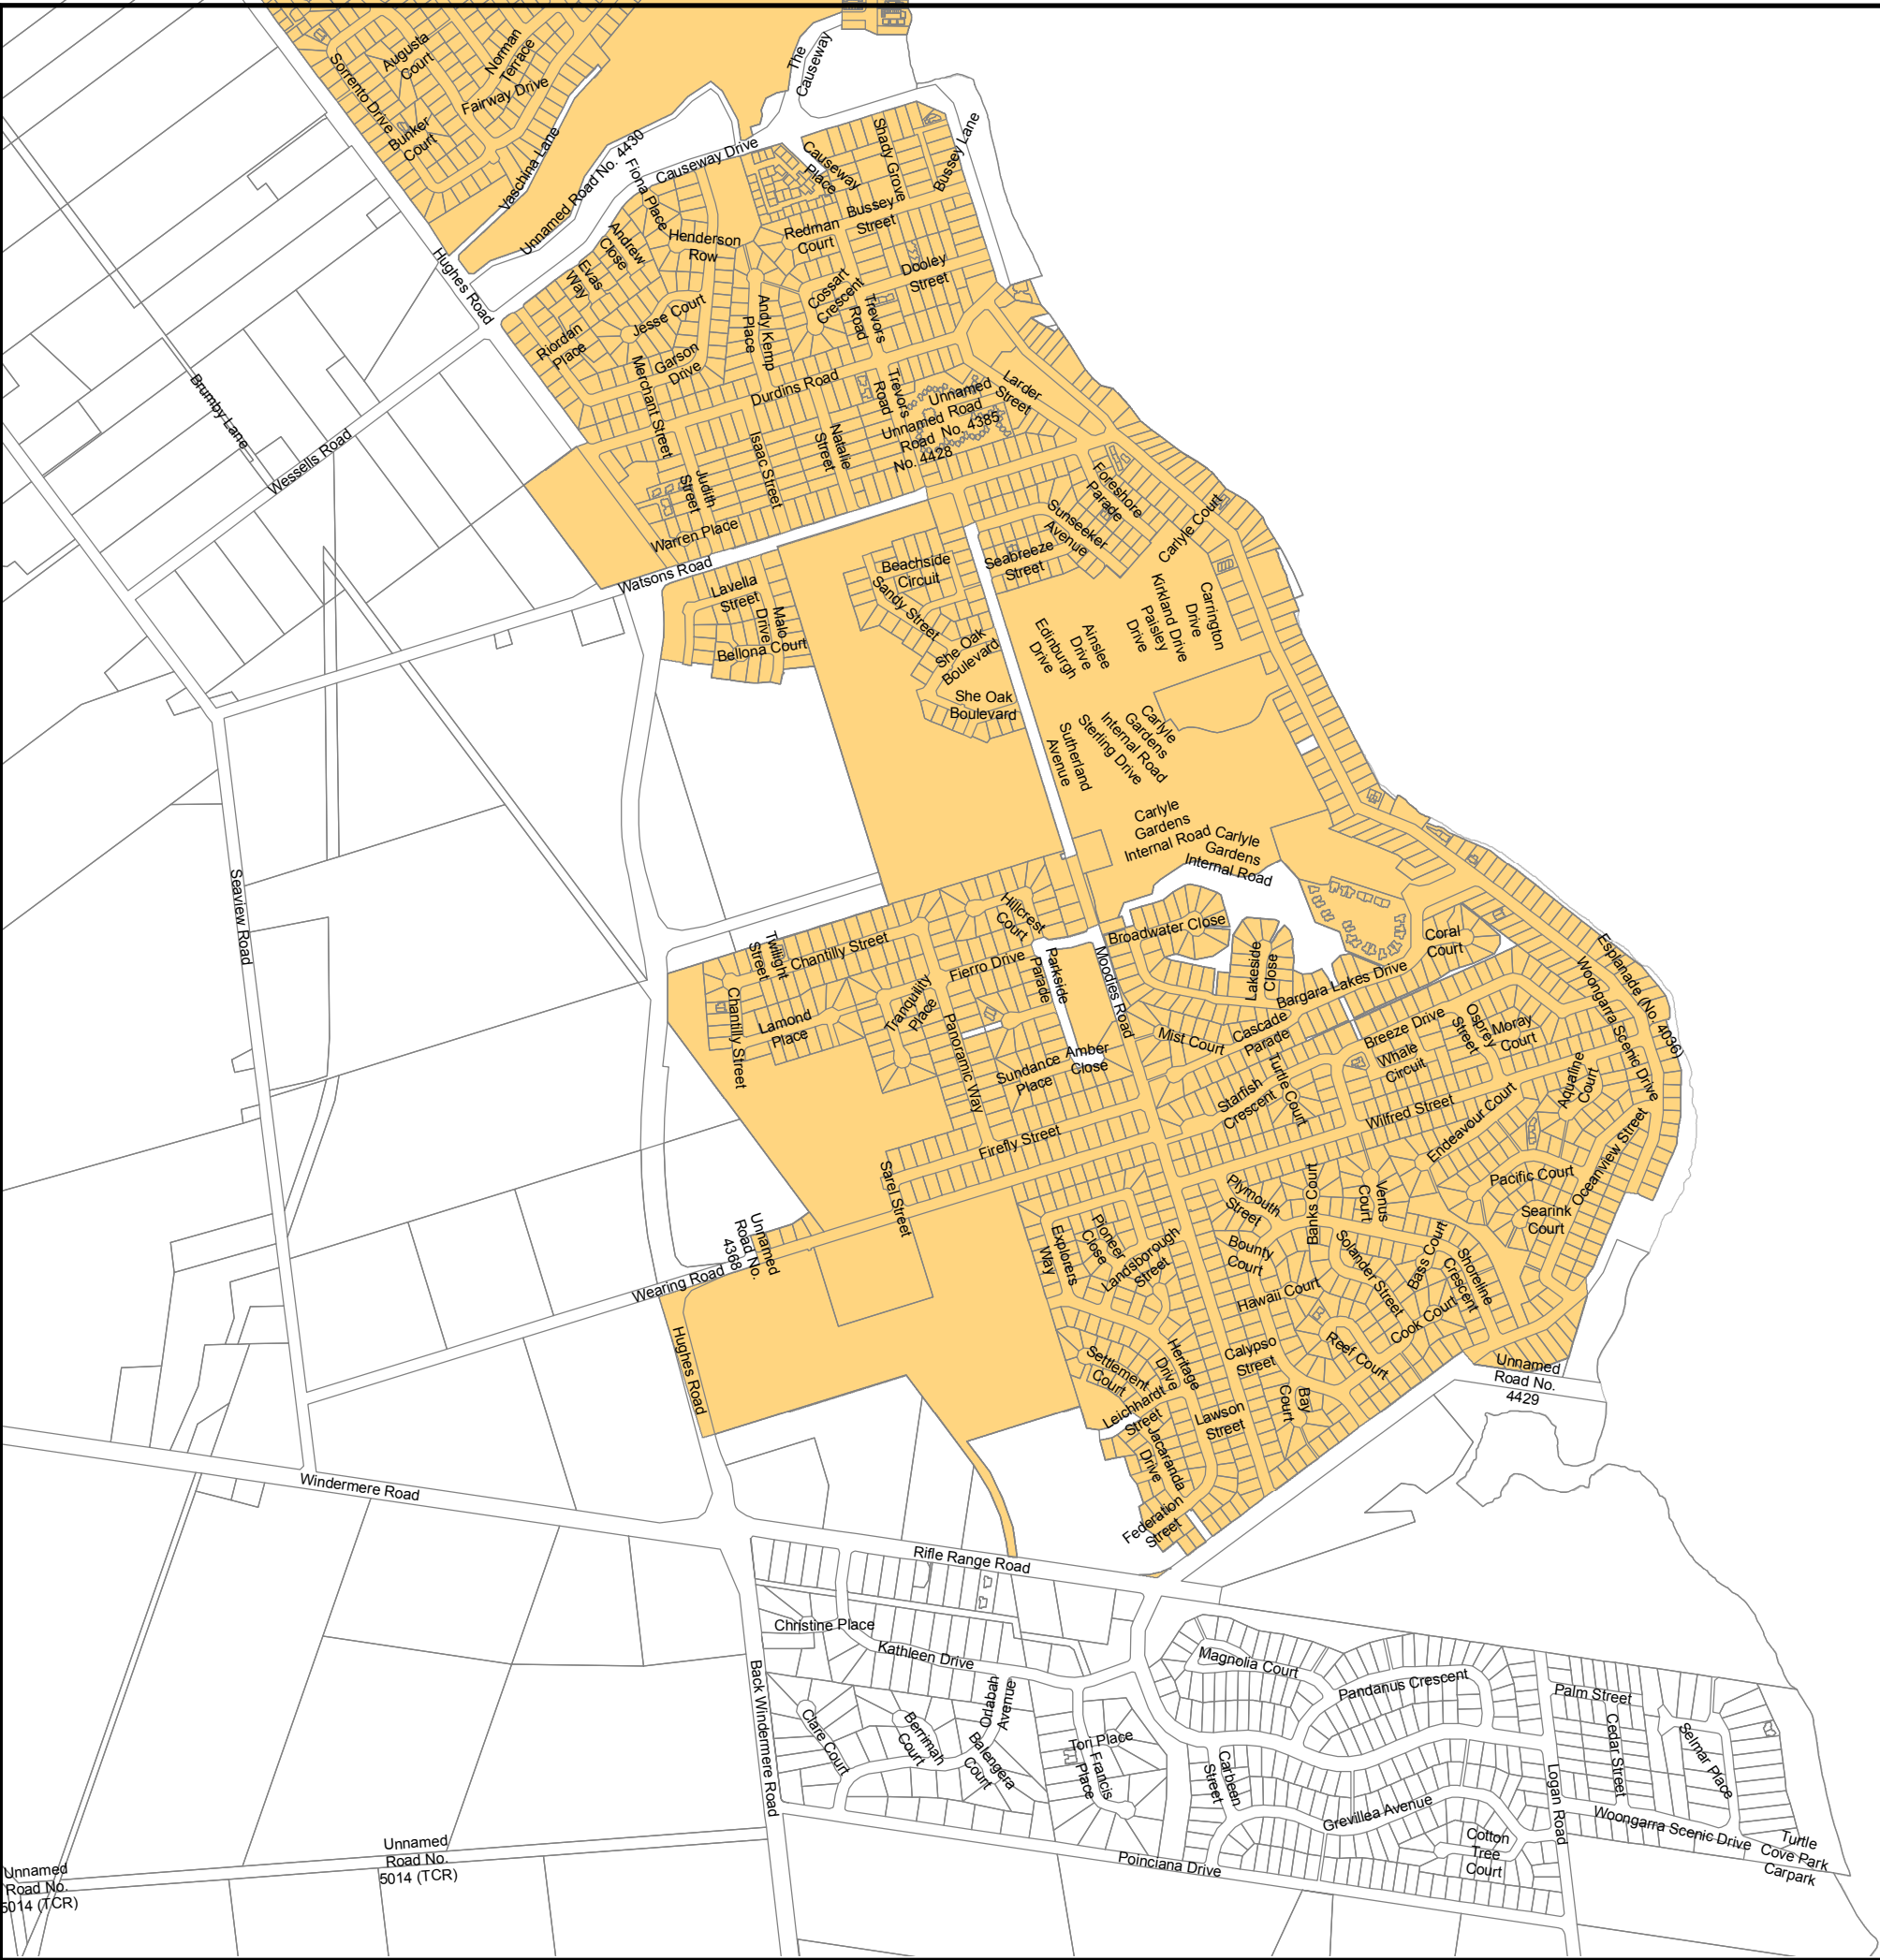 Augusta
Court
Norman
Terrace
Sorrento Drive
Fairway Drive
Bunker
Court
Vaschina Lane
The
Causeway
Unnamed Road No. 4430
Causeway Drive
Fiona Place
Causeway
Place
Shady Grove
Bussey Lane
Bussey
Street
Redman
Court
Henderson
Row
Andrew
Close
Evas
Way
Hughes Road
Dooley
Street
Cossart
Crescent
Trevors
Road
Andy Kemp
Place
Jesse Court
Riordan
Place
Garson
Drive
Merchant Street
Durdins Road
Trevors
Road
Larder
Street
Unnamed
Road
No. 4385
Unnamed
Road
No. 4428
Natalie
Street
Isaac Street
Judith
Street
Warren Place
Brumby Lane
Wessells Road
Watsons Road
Foreshore
Parade
Sunseeker
Avenue
Seabreeze
Street
Carlyle Court
Beachside
Circuit
Sandy Street
She Oak
Boulevard
She Oak
Boulevard
Lavella
Street
Malo
Drive
Bellona Court
Edinburgh
Drive
Ainslee
Drive
Kirkland Drive
Paisley
Drive
Carrington
Drive
Carlyle
Gardens
Internal Road
Sterling Drive
Sutherland
Avenue
Carlyle
Gardens
Internal Road
Carlyle
Gardens
Internal Road
Seaview Road
Hillcrest
Court
Broadwater Close
Lakeside
Close
Coral
Court
Bargara Lakes Drive
Esplanade (No. 4036)
Woongarra Scenic Drive
Twilight
Street
Chantilly Street
Fierro Drive
Parkside
Parade
Moodies Road
Chantilly Street
Lamond
Place
Tranquility
Place
Panoramic Way
Sundance
Place
Amber
Close
Mist Court
Cascade
Parade
Breeze Drive
Osprey
Street
Moray
Court
Whale
Circuit
Turtle Court
Starfish
Crescent
Aqualine
Court
Wilfred Street
Endeavour Court
Firefly Street
Sarel Street
Pacific Court
Oceanview Street
Searink
Court
Plymouth
Street
Banks Court
Venus
Court
Unnamed
Road No.
4368
Wearing Road
Explorers
Way
Pioneer
Close
Landsborough
Street
Bounty
Court
Solander Street
Bass Court
Shoreline
Crescent
Hawaii Court
Cook Court
Reef Court
Hughes Road
Calypso
Street
Heritage
Drive
Settlement
Court
Leichhardt
Street
Bay
Court
Lawson
Street
Jacaranda
Drive
Unnamed
Road No.
4429
Federation
Street
Windermere Road
Rifle Range Road
Christine Place
Kathleen Drive
Magnolia Court
Pandanus Crescent
Palm Street
Cedar Street
Selmar Place
Back Windermere Road
Clare Court
Berrimah
Court
Orlabah
Avenue
Balengera
Court
Tori Place
Francis
Place
Carbeen
Street
Grevillea Avenue
Logan Road
Cotton
Tree
Court
Woongarra Scenic Drive
Turtle
Cove Park
Carpark
Poinciana Drive
Unnamed
Road No.
5014 (TCR)
Unnamed
Road No.
5014 (TCR)